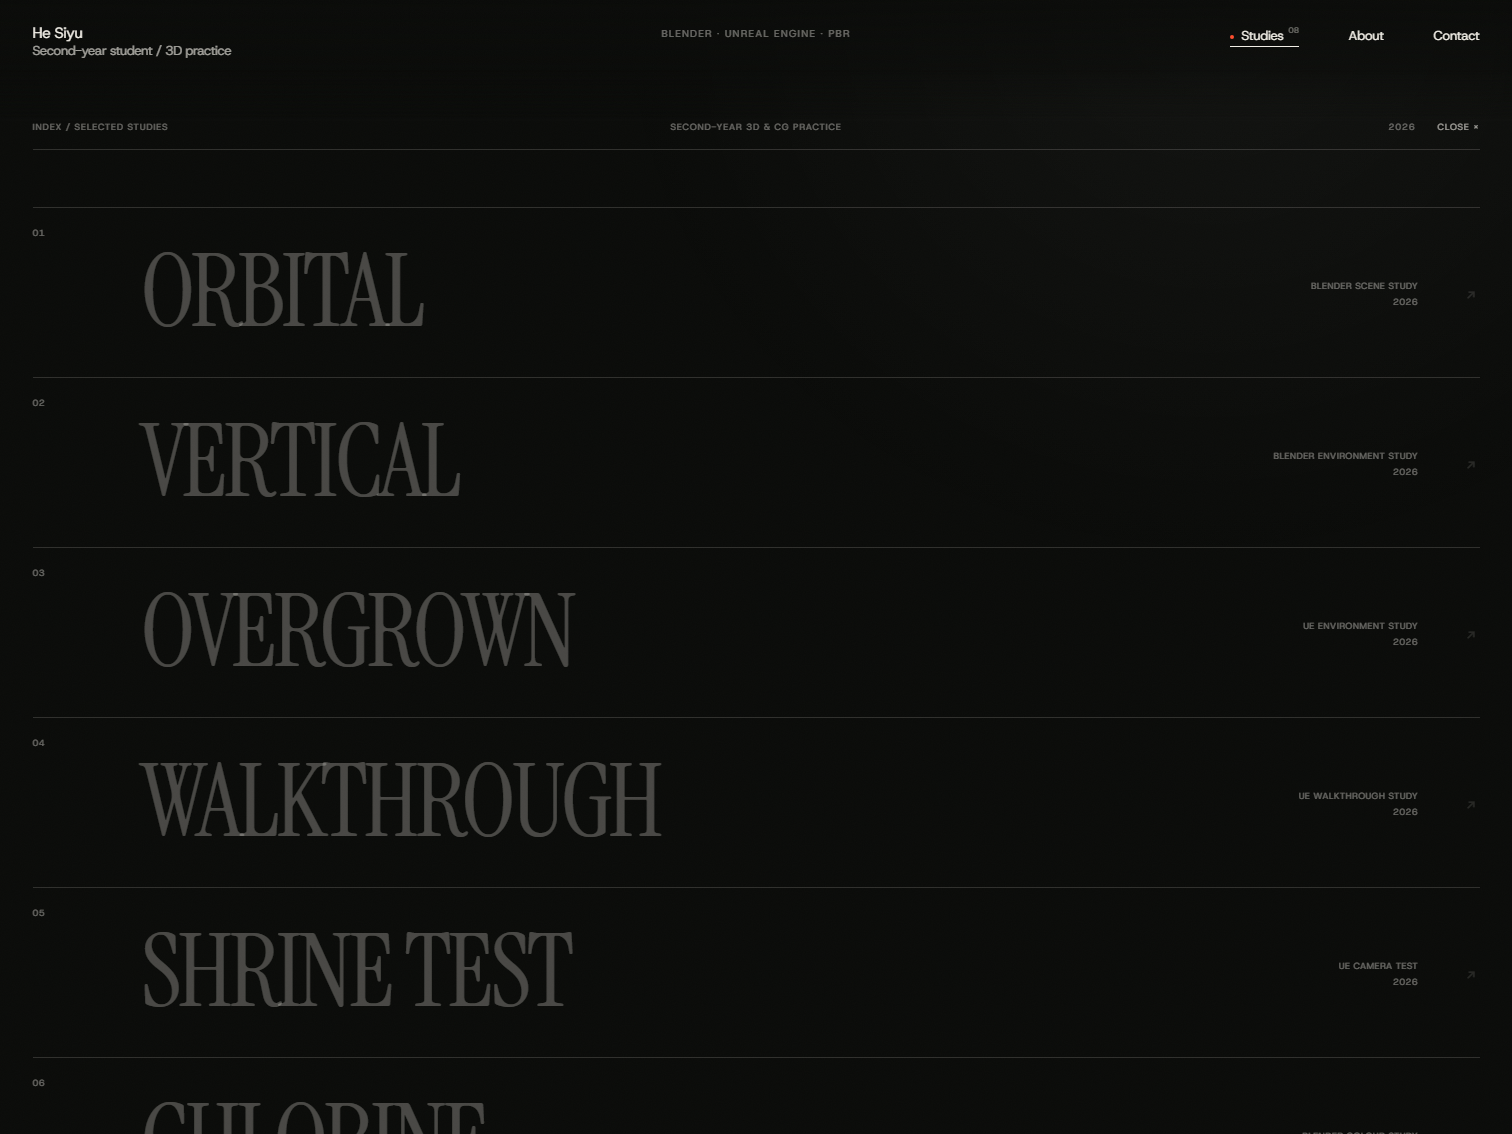 He Siyu
Second-year student / 3D practice
BLENDER · UNREAL ENGINE · PBR
Studies 08
About
Contact
INDEX / SELECTED STUDIES
SECOND-YEAR 3D & CG PRACTICE
2026
CLOSE ×
01
ORBITAL
BLENDER SCENE STUDY
2026
↗
02
VERTICAL
BLENDER ENVIRONMENT STUDY
2026
↗
03
OVERGROWN
UE ENVIRONMENT STUDY
2026
↗
04
WALKTHROUGH
UE WALKTHROUGH STUDY
2026
↗
05
SHRINE TEST
UE CAMERA TEST
2026
↗
06
CHLORINE